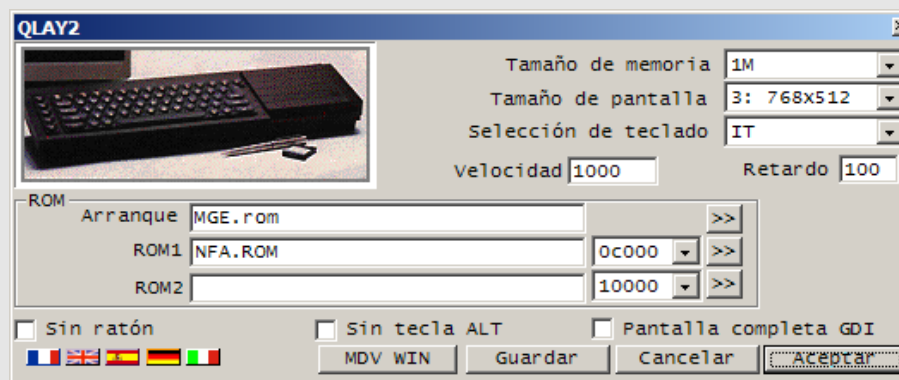 QLAY2
Tamaño de memoria 1M
Tamaño de pantalla 3: 768x512
Selección de teclado IT
Velocidad 1000 Retardo 100
ROM
Arranque MGE.rom >>
ROM1 NFA.ROM 0c000 >>
ROM2 10000 >>
Sin ratón Sin tecla ALT Pantalla completa GDI
MDV WIN Guardar Cancelar Aceptar